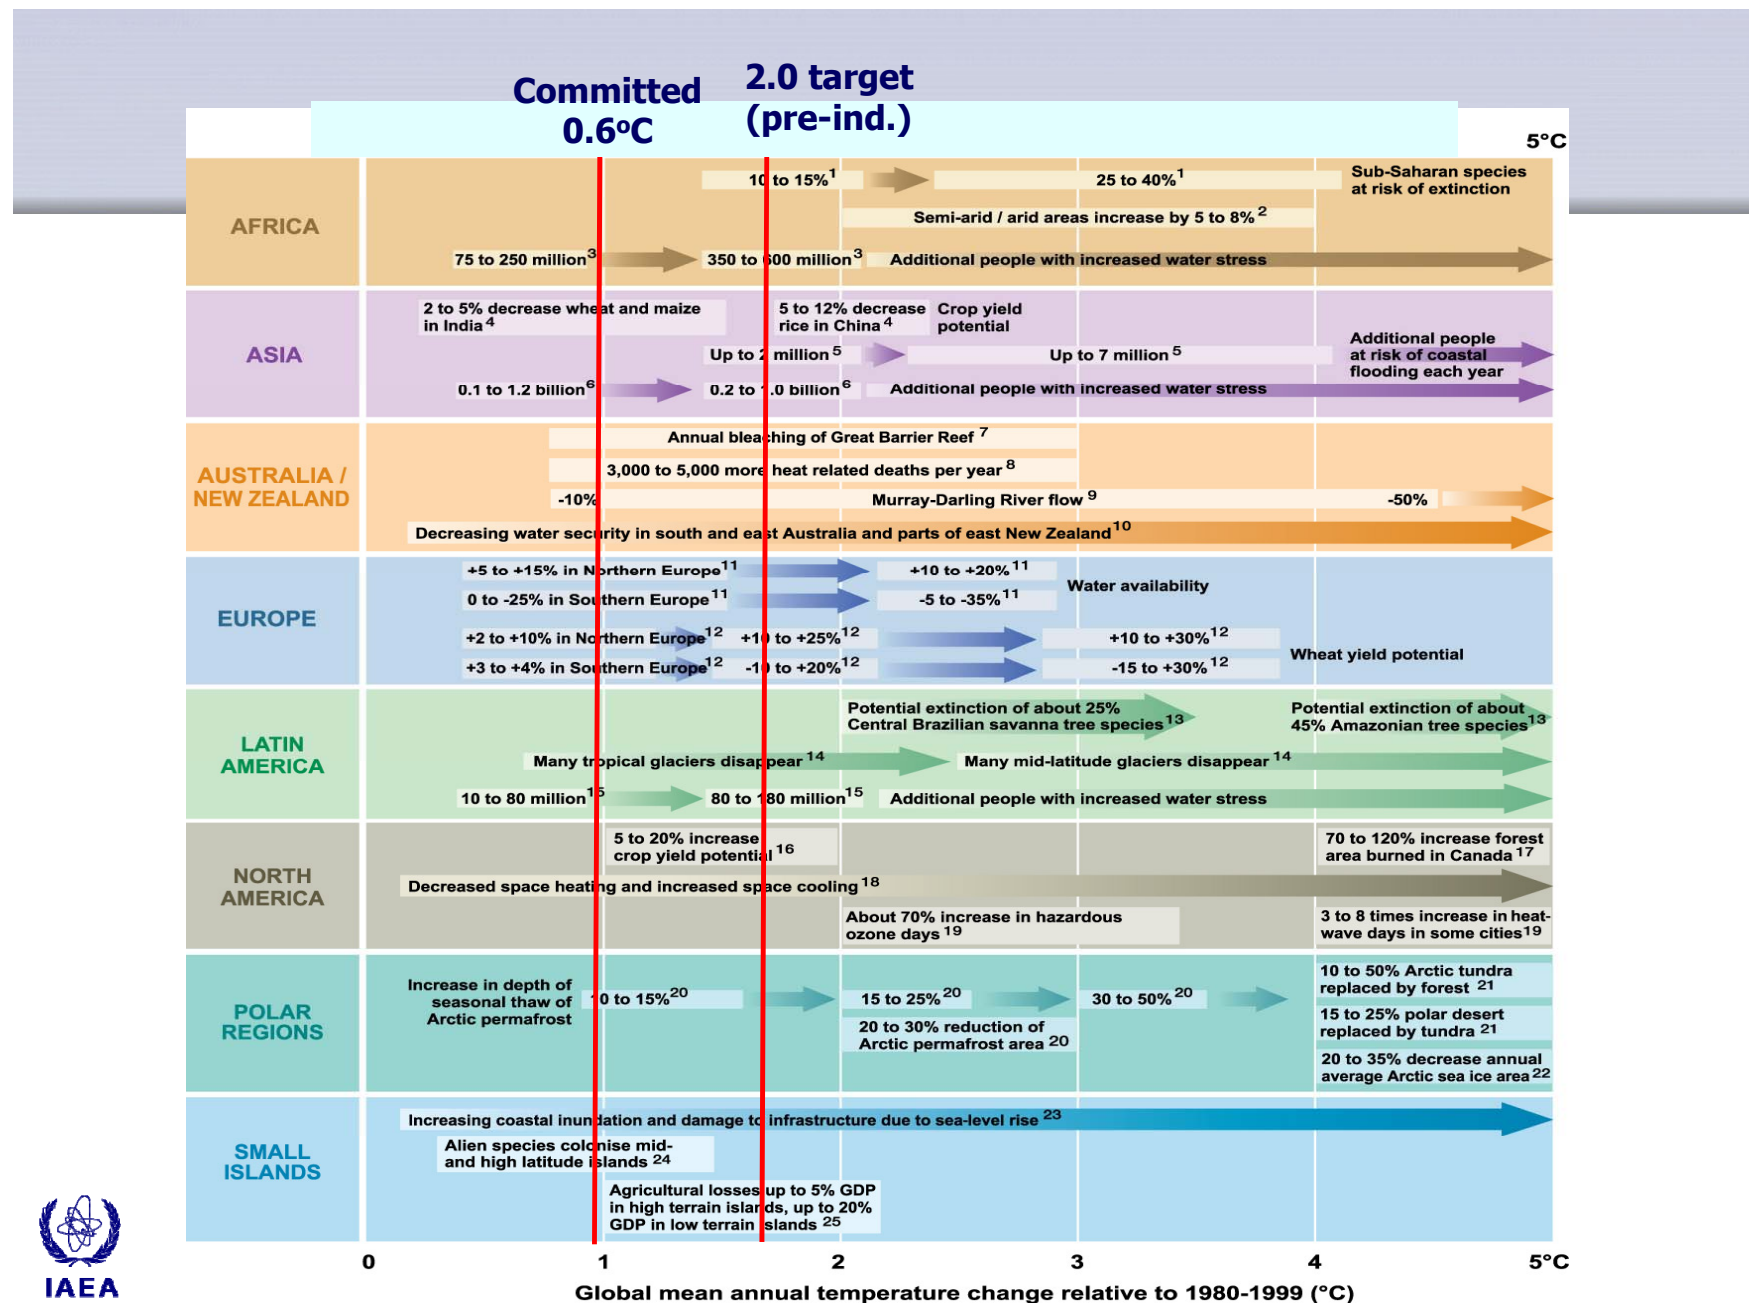 Committed
0.6ºC
2.0 target
(pre-ind.)
5°C
AFRICA
10 to 15%1
25 to 40%1
Sub-Saharan species
at risk of extinction
Semi-arid / arid areas increase by 5 to 8% 2
75 to 250 million3
350 to 600 million3
Additional people with increased water stress
ASIA
2 to 5% decrease wheat and maize
in India 4
5 to 12% decrease
rice in China 4
Crop yield
potential
Up to 2 million 5
Up to 7 million 5
Additional people
at risk of coastal
flooding each year
0.1 to 1.2 billion6
0.2 to 1.0 billion6
Additional people with increased water stress
AUSTRALIA /
NEW ZEALAND
Annual bleaching of Great Barrier Reef 7
3,000 to 5,000 more heat related deaths per year 8
-10%
Murray-Darling River flow 9
-50%
Decreasing water security in south and east Australia and parts of east New Zealand10
EUROPE
+5 to +15% in Northern Europe11
+10 to +20%11
Water availability
0 to -25% in Southern Europe11
-5 to -35%11
+2 to +10% in Northern Europe12
+10 to +25%12
+10 to +30%12
Wheat yield potential
+3 to +4% in Southern Europe12
-10 to +20%12
-15 to +30%12
LATIN
AMERICA
Potential extinction of about 25%
Central Brazilian savanna tree species13
Potential extinction of about
45% Amazonian tree species13
Many tropical glaciers disappear 14
Many mid-latitude glaciers disappear 14
10 to 80 million15
80 to 180 million15
Additional people with increased water stress
NORTH
AMERICA
5 to 20% increase
crop yield potential 16
70 to 120% increase forest
area burned in Canada 17
Decreased space heating and increased space cooling 18
About 70% increase in hazardous
ozone days 19
3 to 8 times increase in heat-
wave days in some cities19
POLAR
REGIONS
Increase in depth of
seasonal thaw of
Arctic permafrost
10 to 15%20
15 to 25% 20
30 to 50% 20
20 to 30% reduction of
Arctic permafrost area 20
10 to 50% Arctic tundra
replaced by forest 21
15 to 25% polar desert
replaced by tundra 21
20 to 35% decrease annual
average Arctic sea ice area 22
SMALL
ISLANDS
Increasing coastal inundation and damage to infrastructure due to sea-level rise 23
Alien species colonise mid-
and high latitude islands 24
Agricultural losses up to 5% GDP
in high terrain islands, up to 20%
GDP in low terrain islands 25
0 1 2 3 4 5°C
Global mean annual temperature change relative to 1980-1999 (°C)
IAEA